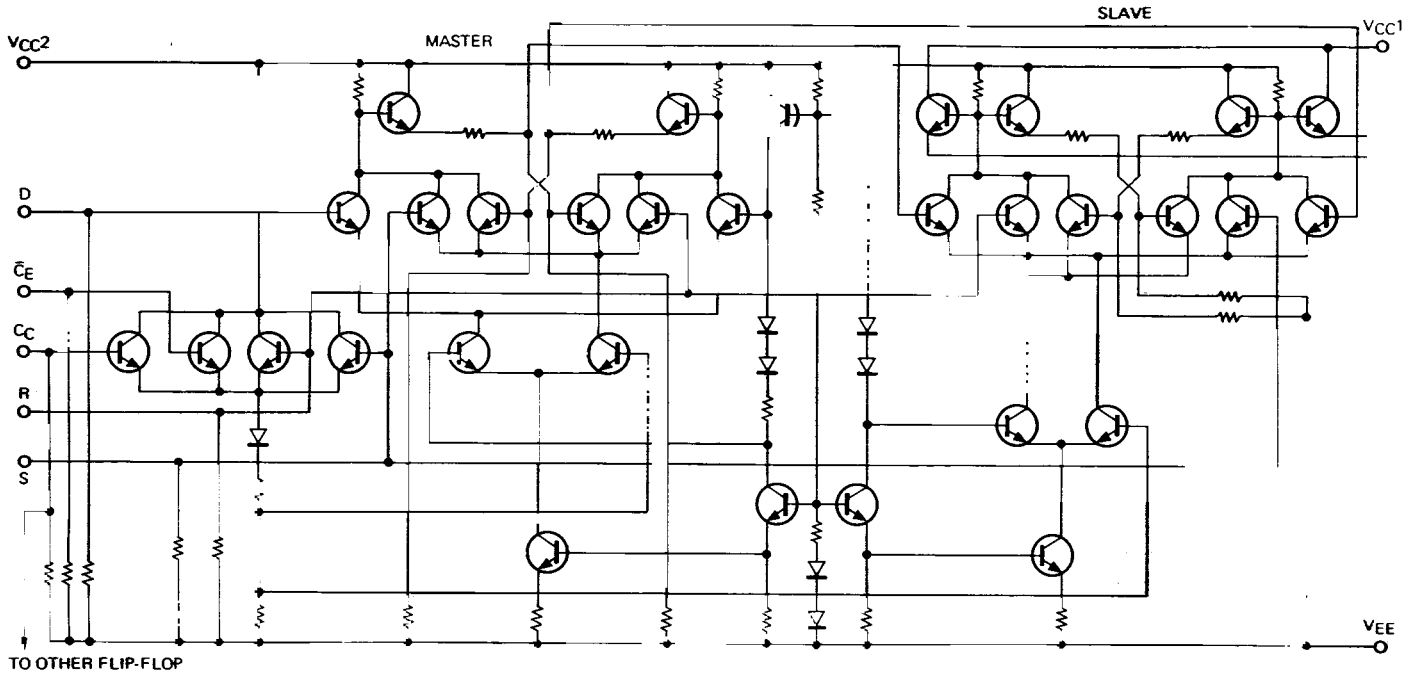 SLAVE
VCC1
VCC2
MASTER
D
C̄E
CC
R
S
VEE
TO OTHER FLIP-FLOP